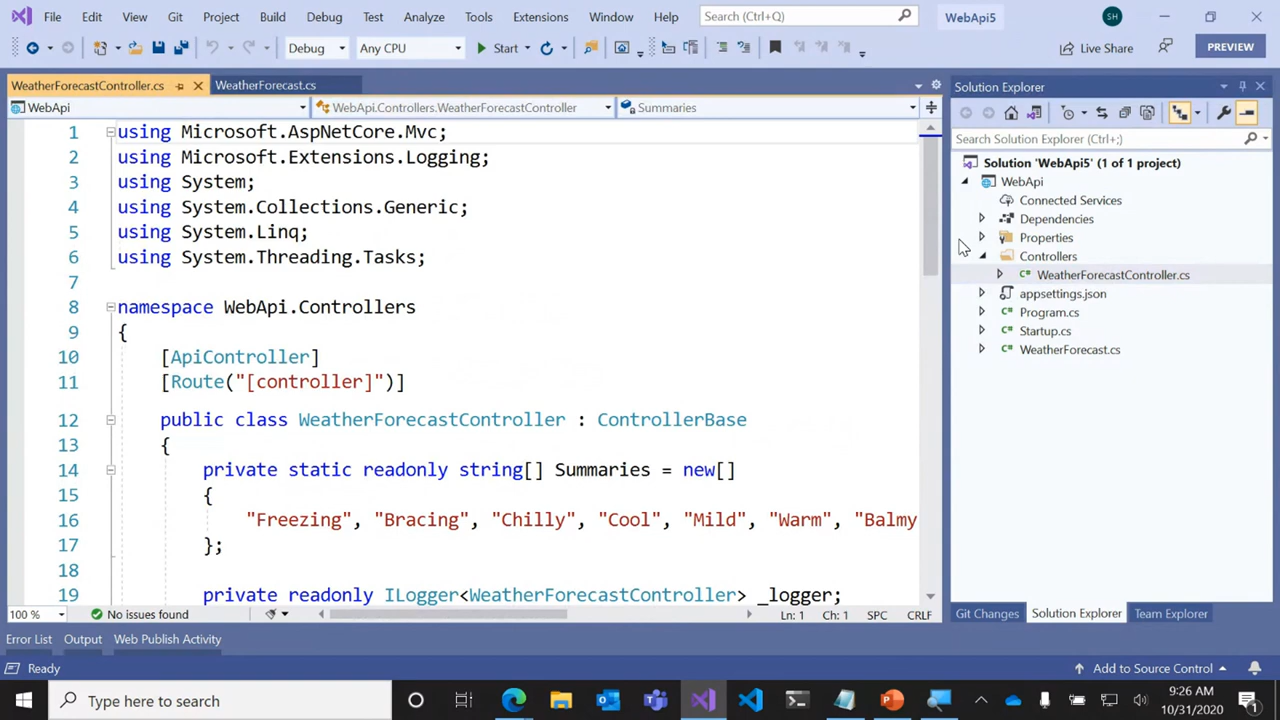 File Edit View Git Project Build Debug Test Analyze Tools Extensions Window Help Search (Ctrl+Q) WebApi5 SH
Debug Any CPU Start Live Share PREVIEW
WeatherForecastController.cs WeatherForecast.cs
WebApi WebApi.Controllers.WeatherForecastController Summaries
1 using Microsoft.AspNetCore.Mvc;
2 using Microsoft.Extensions.Logging;
3 using System;
4 using System.Collections.Generic;
5 using System.Linq;
6 using System.Threading.Tasks;
7
8 namespace WebApi.Controllers
9 {
10 [ApiController]
11 [Route("[controller]")]
12 public class WeatherForecastController : ControllerBase
13 {
14 private static readonly string[] Summaries = new[]
15 {
16 "Freezing", "Bracing", "Chilly", "Cool", "Mild", "Warm", "Balmy
17 };
18
19 private readonly ILogger<WeatherForecastController> _logger;
100 % No issues found Ln: 1 Ch: 1 SPC CRLF
Solution Explorer
Search Solution Explorer (Ctrl+;)
Solution 'WebApi5' (1 of 1 project)
WebApi
Connected Services
Dependencies
Properties
Controllers
WeatherForecastController.cs
appsettings.json
Program.cs
Startup.cs
WeatherForecast.cs
Git Changes Solution Explorer Team Explorer
Error List Output Web Publish Activity
Ready Add to Source Control
Type here to search
9:26 AM
10/31/2020
1